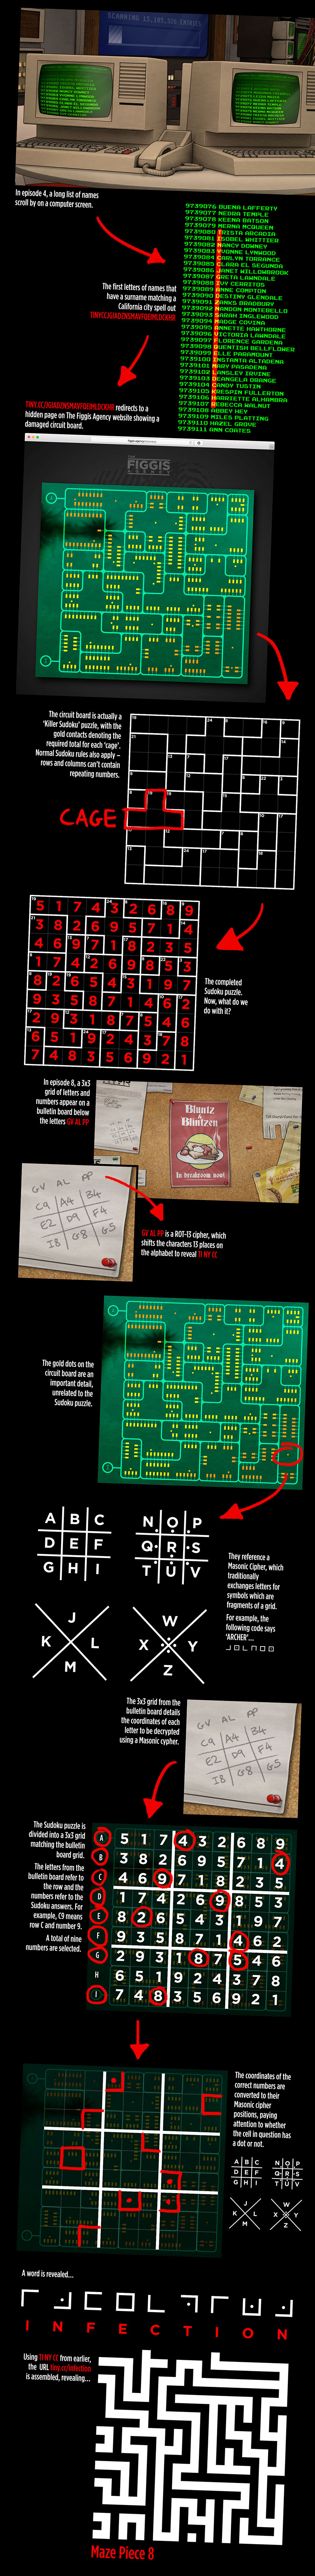 SCANNING 13,385,326 ENTRIES
In episode 4, a long list of names
scroll by on a computer screen.
9739076 BUENA LAFFERTY
9739077 NEDRA TEMPLE
9739078 KEENA BATSON
9739079 MERNA MCQUEEN
9739080 TRISTA ARCADIA
9739081 ISOBEL WHITTIER
9739082 NANCY DOWNEY
9739083 YVONNE LYNWOOD
9739084 CARLYN TORRANCE
9739085 CLARA EL SEGUNDA
9739086 JANET WILLOWBROOK
9739087 GRETA LAWNDALE
9739088 IVY CERRITOS
9739089 ANNE COMPTON
9739090 DESTINY GLENDALE
9739091 ZANKS BRADBURY
9739092 NANDON MONTEBELLO
9739093 SARAH INGLEWOOD
9739094 MADGE COVINA
9739095 ANNETTE HAWTHORNE
9739096 VICTORIA LAWNDALE
9739097 FLORENCE GARDENA
9739098 QUENTISH BELLFLOWER
9739099 ELLE PARAMOUNT
9739100 INSTANTA ALTADENA
9739101 MARY PASADENA
9739102 LANSLEY IRVINE
9739103 DEANGELA ORANGE
9739104 CANDY TUSTIN
9739105 KRESPIN FULLERTON
9739106 HARRIETTE ALHAMBRA
9739107 REBECCA WALNUT
9739108 ABBEY HEY
9739109 MILES PLATTING
9739110 HAZEL GROVE
9739111 ANN COATES
The first letters of names that
have a surname matching a
California city spell out
redirects to a
hidden page on The Figgis Agency website showing a
damaged circuit board.
THE
FIGGIS
AGENCY
The circuit board is actually a
'Killer Sudoku' puzzle, with the
gold contacts denoting the
required total for each 'cage'.
Normal Sudoku rules also apply –
rows and columns can't contain
repeating numbers.
CAGE
5 1 7 4 3 2 6 8 9
3 8 2 6 9 5 7 1 4
4 6 9 7 1 8 2 3 5
1 7 4 2 6 9 8 5 3
8 2 6 5 4 3 1 9 7
9 3 5 8 7 1 4 6 2
2 9 3 1 8 7 5 4 6
6 5 1 9 2 4 3 7 8
7 4 8 3 5 6 9 2 1
The completed
Sudoku puzzle.
Now, what do we
do with it?
In episode 8, a 3x3
grid of letters and
numbers appear on a
bulletin board below
the letters GV AL PP
Bluntz
&
Blintzen
In breakroom now!
GV AL PP
C9 A4 B4
E2 D9 F4
I8 G8 G5
GV AL PP is a ROT-13 cipher, which
shifts the characters 13 places on
the alphabet to reveal TI NY CC
The gold dots on the
circuit board are an
important detail,
unrelated to the
Sudoku puzzle.
A B C
D E F
G H I
N O P
Q R S
T U V
J
K L
M
W
X Y
Z
They reference a
Masonic Cipher, which
traditionally
exchanges letters for
symbols which are
fragments of a grid.
For example, the
following code says
'ARCHER'...
The 3x3 grid from the
bulletin board details
the coordinates of each
letter to be decrypted
using a Masonic cypher.
GV AL PP
C9 A4 B4
E2 D9 F4
I8 G8 G5
The Sudoku puzzle is
divided into a 3x3 grid
matching the bulletin
board grid.
The letters from the
bulletin board refer to
the row and the
numbers refer to the
Sudoku answers. For
example, C9 means
row C and number 9.
A total of nine
numbers are selected.
A 5 1 7 4 3 2 6 8 9
B 3 8 2 6 9 5 7 1 4
C 4 6 9 7 1 8 2 3 5
D 1 7 4 2 6 9 8 5 3
E 8 2 6 5 4 3 1 9 7
F 9 3 5 8 7 1 4 6 2
G 2 9 3 1 8 7 5 4 6
H 6 5 1 9 2 4 3 7 8
I 7 4 8 3 5 6 9 2 1
The coordinates of the
correct numbers are
converted to their
Masonic cipher
positions, paying
attention to whether
the cell in question has
a dot or not.
A B C
D E F
G H I
N O P
Q R S
T U V
J
K L
M
W
X Y
Z
A word is revealed...
I N F E C T I O N
Using TI NY CC from earlier,
the URL tiny.cc/infection
is assembled, revealing...
Maze Piece 8